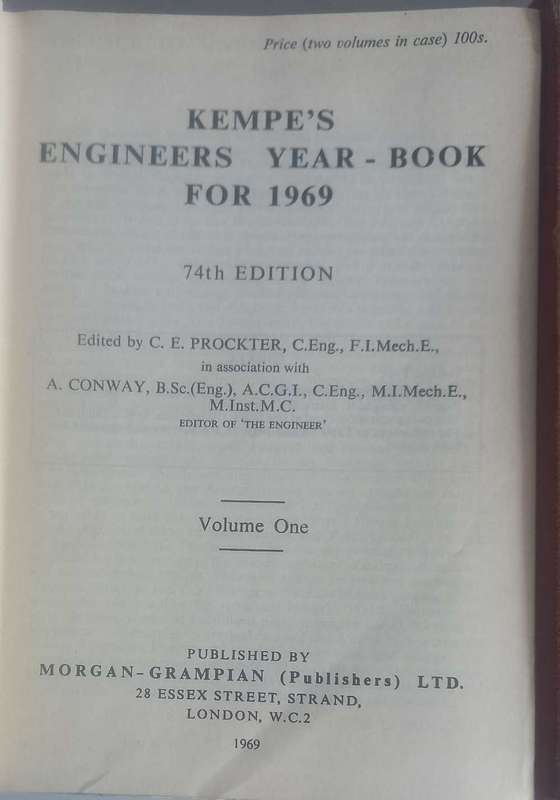 Price (two volumes in case) 100s.
KEMPE'S
ENGINEERS YEAR - BOOK
FOR 1969
74th EDITION
Edited by C. E. PROCKTER, C.Eng., F.I.Mech.E.,
in association with
A. CONWAY, B.Sc.(Eng.), A.C.G.I., C.Eng., M.I.Mech.E.,
M.Inst.M.C.
EDITOR OF 'THE ENGINEER'
Volume One
PUBLISHED BY
MORGAN-GRAMPIAN (Publishers) LTD.
28 ESSEX STREET, STRAND,
LONDON, W.C.2
1969